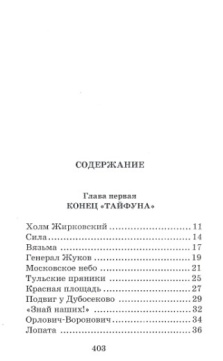 СОДЕРЖАНИЕ
Глава первая
КОНЕЦ «ТАЙФУНА»
Холм Жирковский 11
Сила 14
Вязьма 17
Генерал Жуков 19
Московское небо 21
Тульские пряники 25
Красная площадь 27
Подвиг у Дубосеково 29
«Знай наших!» 32
Орлович-Воронович 34
Лопата 36
403